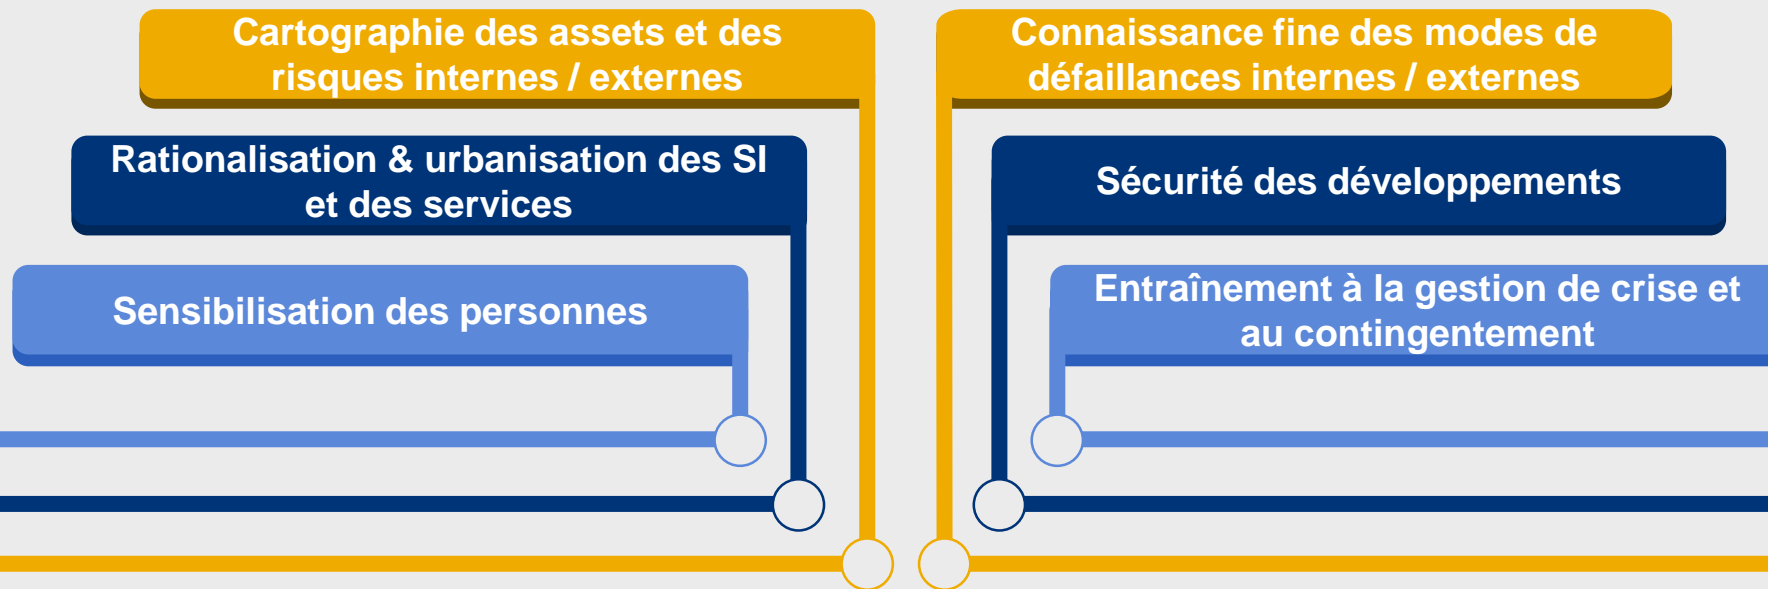 Cartographie des assets et des
risques internes / externes
Connaissance fine des modes de
défaillances internes / externes
Rationalisation & urbanisation des SI
et des services
Sécurité des développements
Sensibilisation des personnes
Entraînement à la gestion de crise et
au contingentement